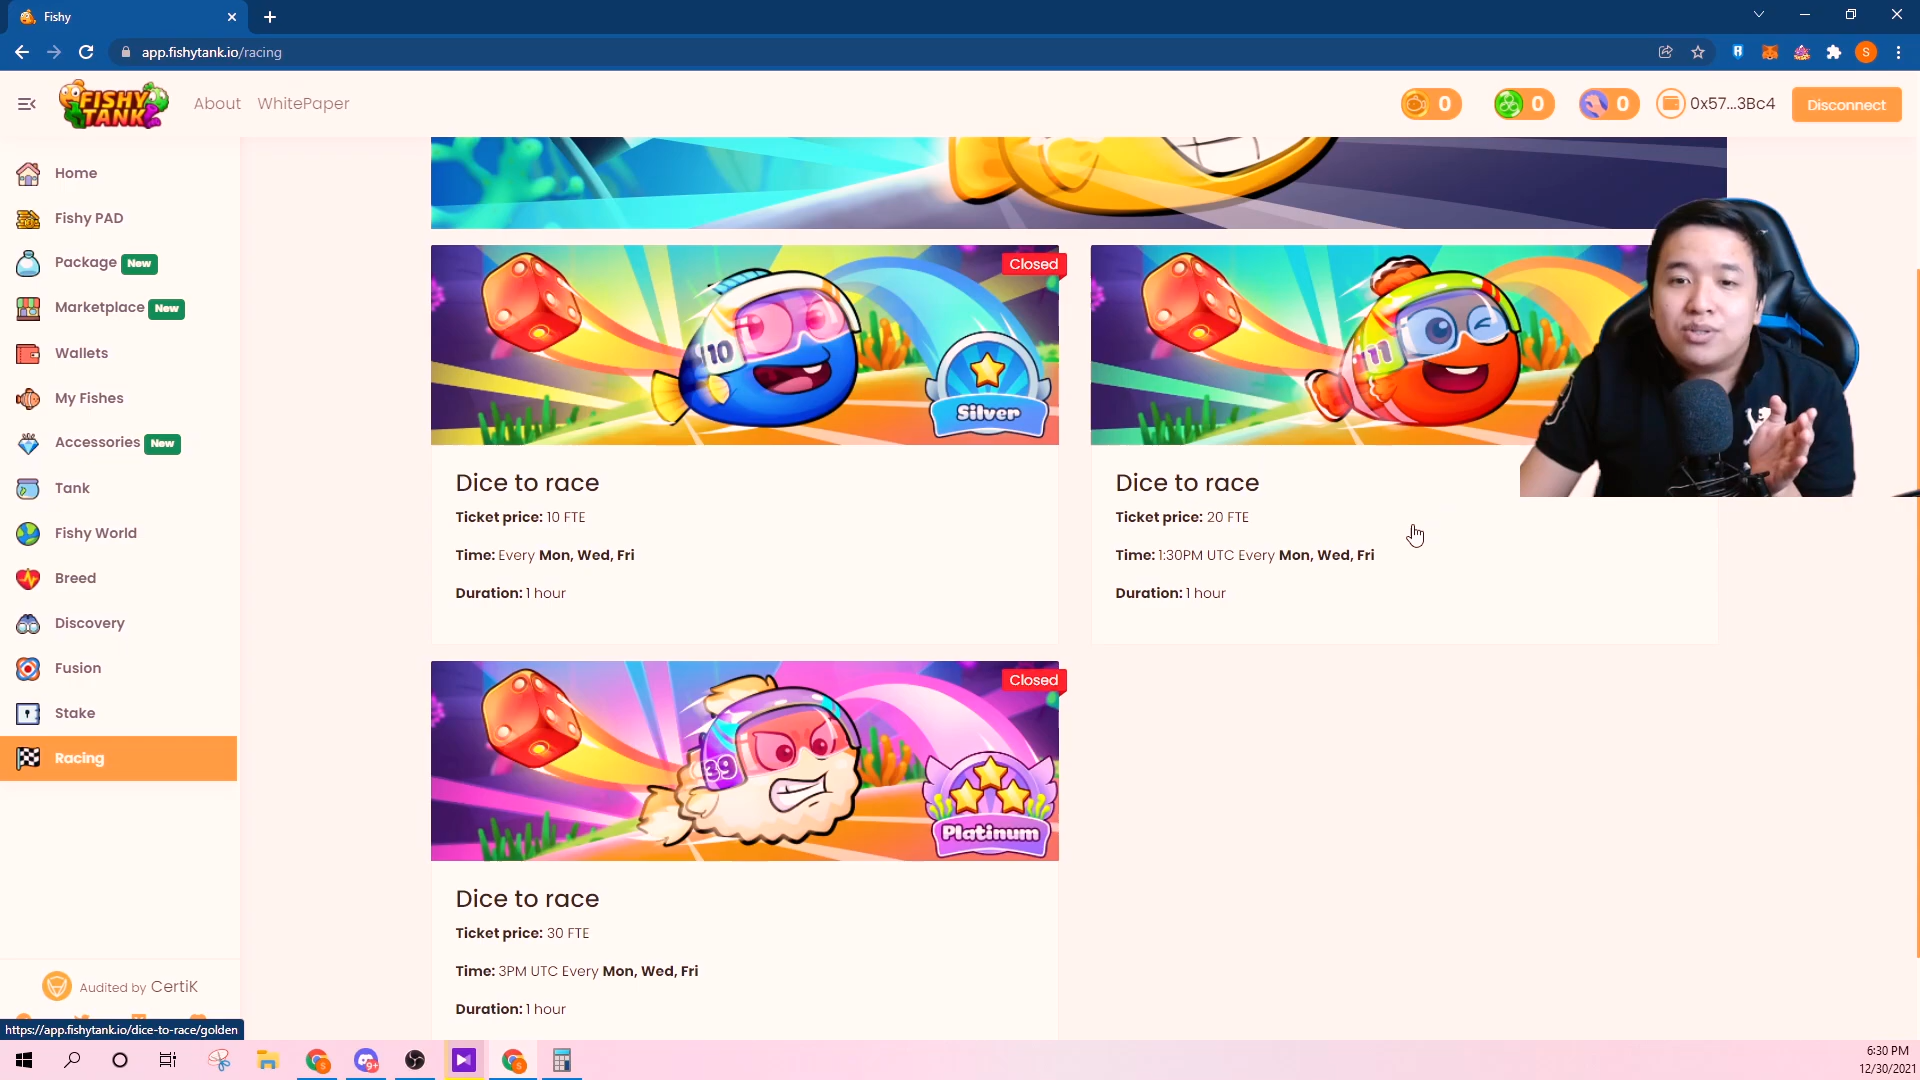 Fishy
app.fishytank.io/racing
S
FISHY TANK
About WhitePaper
0 0 0 0x57...3Bc4 Disconnect
Home
Fishy PAD
Package New
Marketplace New
Wallets
My Fishes
Accessories New
Tank
Fishy World
Breed
Discovery
Fusion
Stake
Racing
Audited by CertiK
https://app.fishytank.io/dice-to-race/golden
Closed
10
Silver
Dice to race
Ticket price: 10 FTE
Time: Every Mon, Wed, Fri
Duration: 1 hour
11
Dice to race
Ticket price: 20 FTE
Time: 1:30PM UTC Every Mon, Wed, Fri
Duration: 1 hour
Closed
39
Platinum
Dice to race
Ticket price: 30 FTE
Time: 3PM UTC Every Mon, Wed, Fri
Duration: 1 hour
9+
6:30 PM
12/30/2021